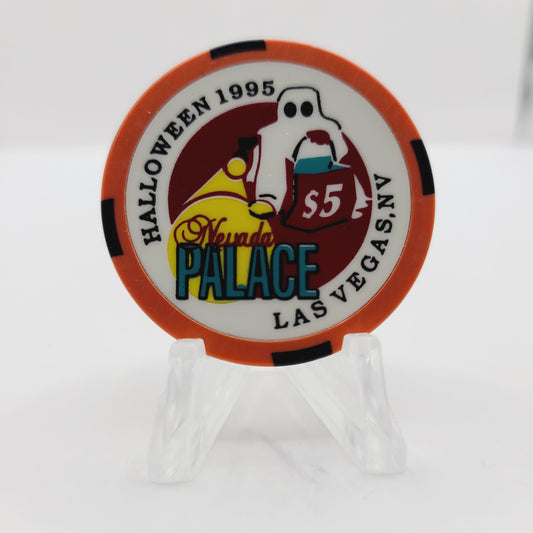 HALLOWEEN 1995
$5
Nevada
PALACE
LAS VEGAS, NV